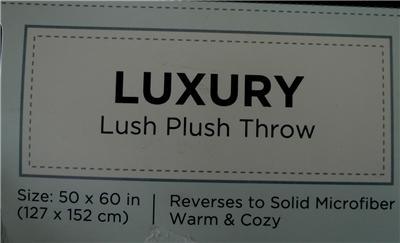 LUXURY
Lush Plush Throw
Size: 50 x 60 in
(127 x 152 cm)
Reverses to Solid Microfiber
Warm & Cozy